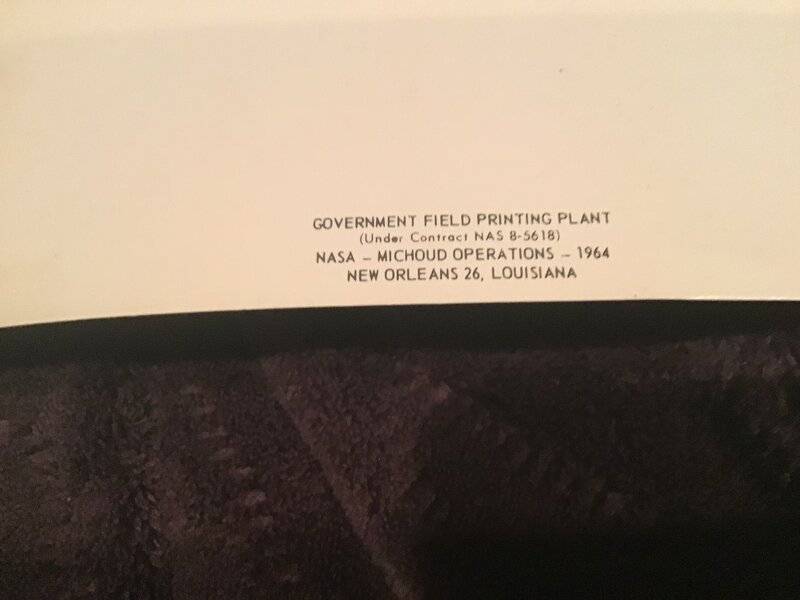 GOVERNMENT FIELD PRINTING PLANT
(Under Contract NAS 8-5618)
NASA – MICHOUD OPERATIONS – 1964
NEW ORLEANS 26, LOUISIANA